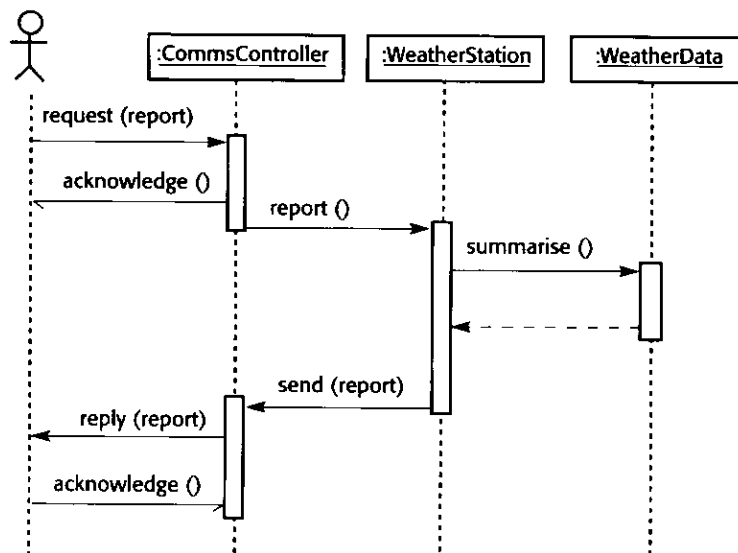 :CommsController
:WeatherStation
:WeatherData
request (report)
acknowledge ()
report ()
summarise ()
send (report)
reply (report)
acknowledge ()